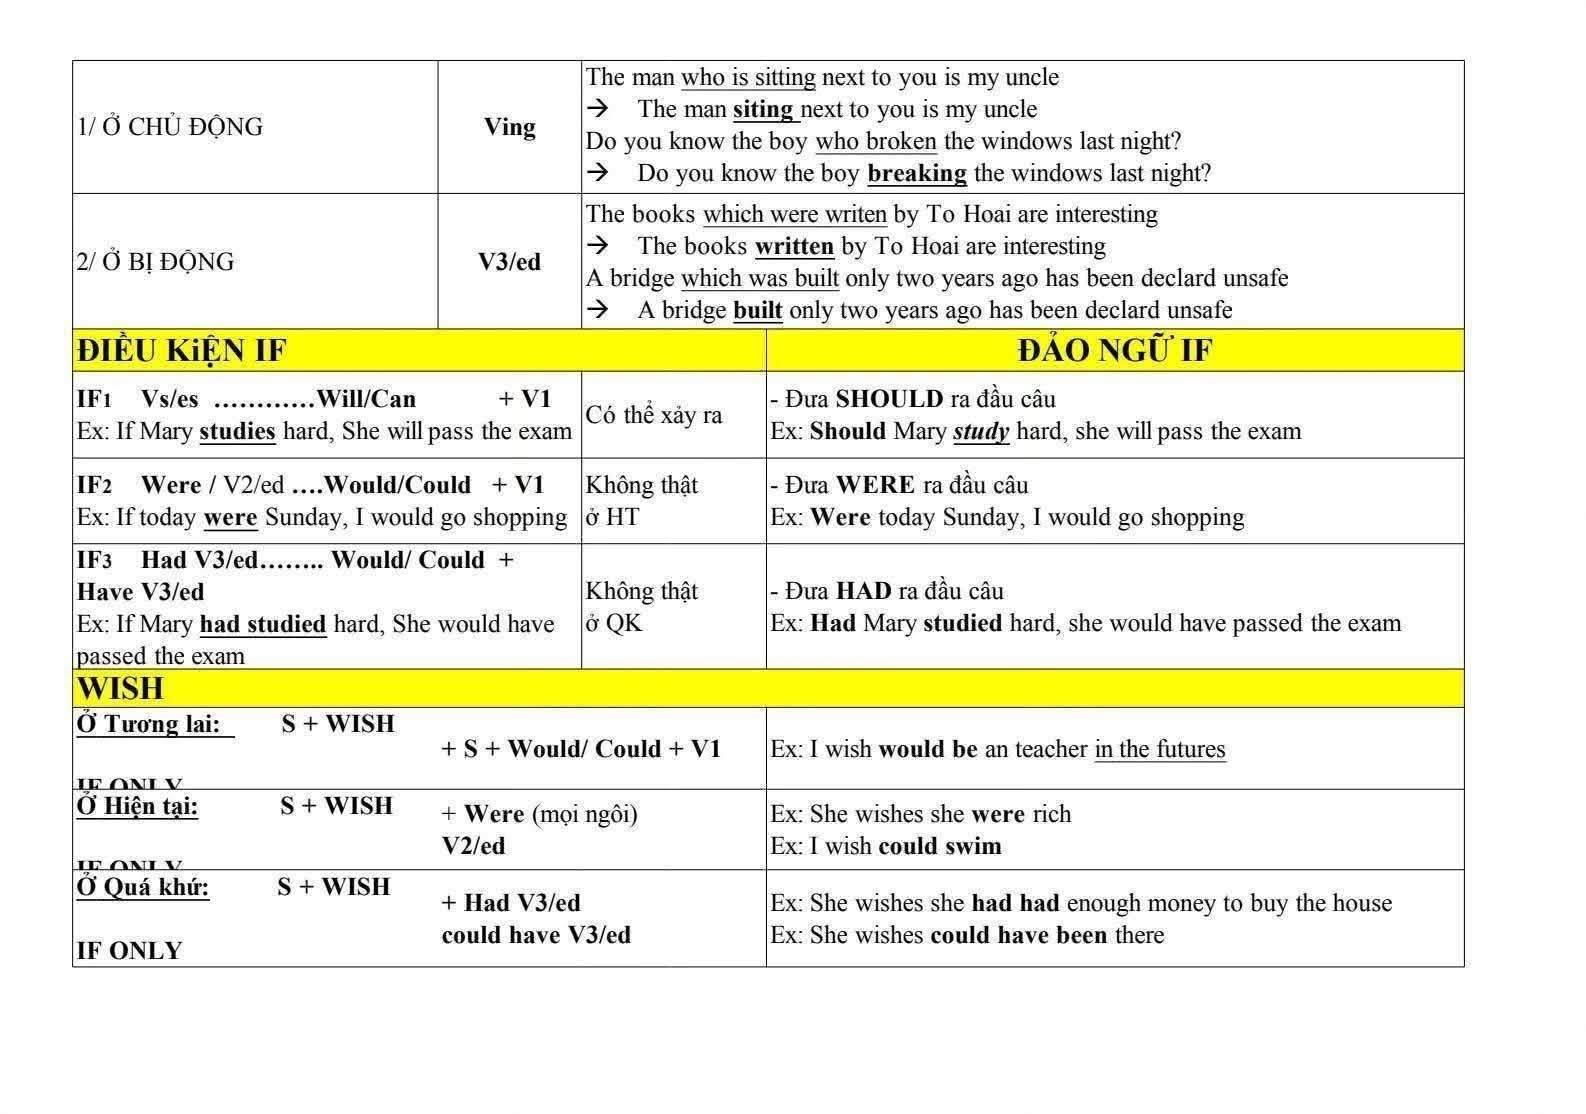 1/ Ở CHỦ ĐỘNG
Ving
The man who is sitting next to you is my uncle
→ The man siting next to you is my uncle
Do you know the boy who broken the windows last night?
→ Do you know the boy breaking the windows last night?
2/ Ở BỊ ĐỘNG
V3/ed
The books which were writen by To Hoai are interesting
→ The books written by To Hoai are interesting
A bridge which was built only two years ago has been declard unsafe
→ A bridge built only two years ago has been declard unsafe
ĐIỀU KiỆN IF
ĐẢO NGỮ IF
IF1 Vs/es …………Will/Can + V1
Ex: If Mary studies hard, She will pass the exam
Có thể xảy ra
- Đưa SHOULD ra đầu câu
Ex: Should Mary study hard, she will pass the exam
IF2 Were / V2/ed ….Would/Could + V1
Ex: If today were Sunday, I would go shopping
Không thật
ở HT
- Đưa WERE ra đầu câu
Ex: Were today Sunday, I would go shopping
IF3 Had V3/ed…….. Would/ Could +
Have V3/ed
Ex: If Mary had studied hard, She would have
passed the exam
Không thật
ở QK
- Đưa HAD ra đầu câu
Ex: Had Mary studied hard, she would have passed the exam
WISH
Ở Tương lai: S + WISH
IF ONLY
+ S + Would/ Could + V1
Ex: I wish would be an teacher in the futures
Ở Hiện tại: S + WISH
IF ONLY
+ Were (mọi ngôi)
V2/ed
Ex: She wishes she were rich
Ex: I wish could swim
Ở Quá khứ: S + WISH
IF ONLY
+ Had V3/ed
could have V3/ed
Ex: She wishes she had had enough money to buy the house
Ex: She wishes could have been there